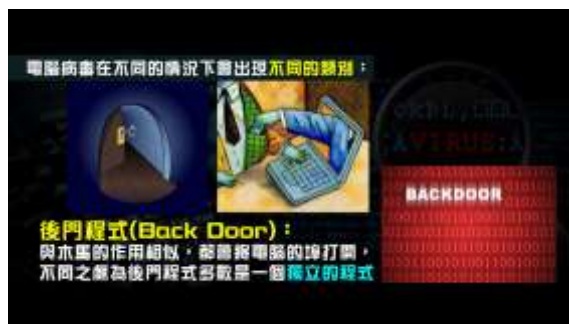 電腦病毒在不同的情況下會出現不同的類別：
VIRUS:
BACKDOOR
後門程式(Back Door)：
與木馬的作用相似，都會將電腦的埠打開，
不同之處為後門程式多數是一個獨立的程式